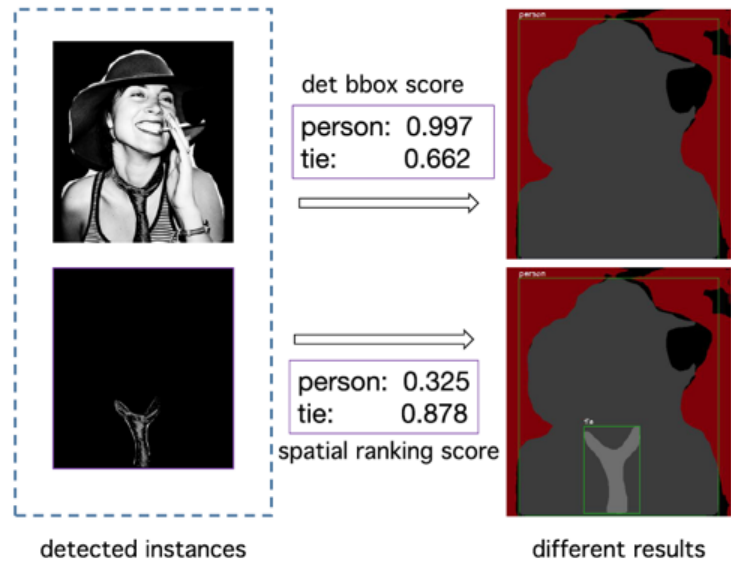 person
det bbox score
person: 0.997
tie: 0.662
person
person: 0.325
tie: 0.878
spatial ranking score
tie
detected instances
different results